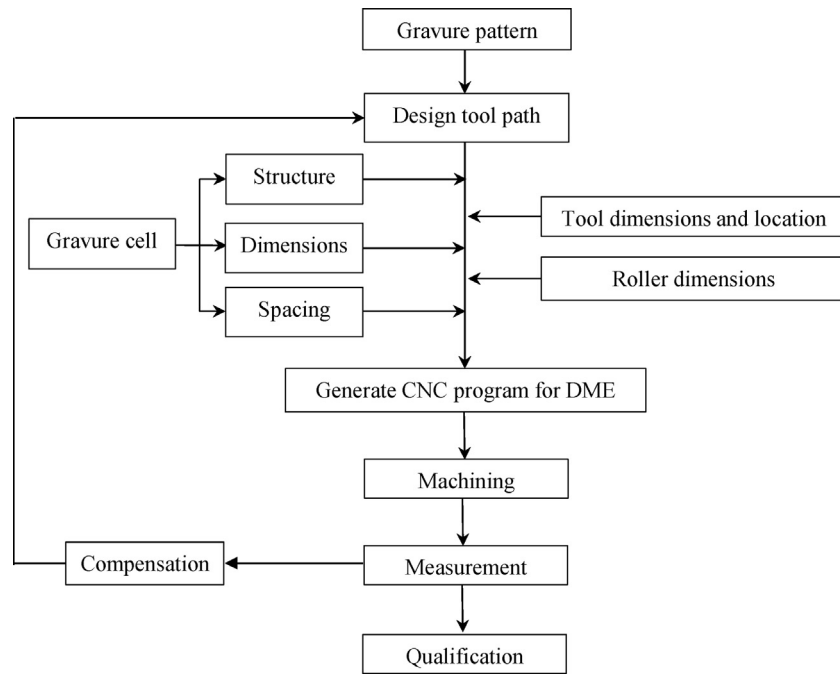 Gravure pattern
Design tool path
Structure
Tool dimensions and location
Gravure cell
Dimensions
Roller dimensions
Spacing
Generate CNC program for DME
Machining
Compensation
Measurement
Qualification